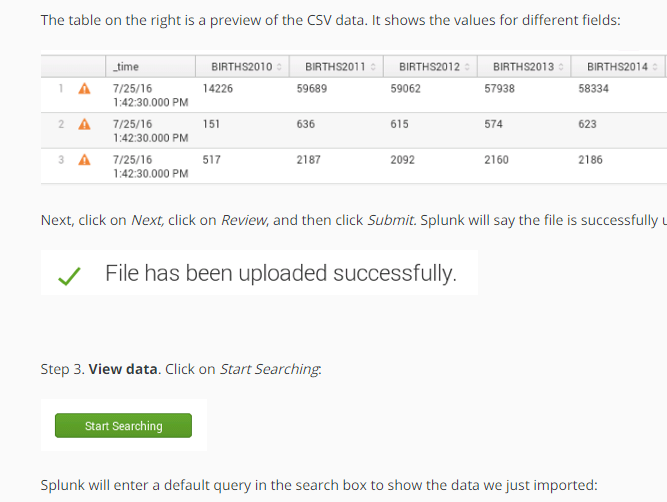 The table on the right is a preview of the CSV data. It shows the values for different fields:
_time BIRTHS2010 BIRTHS2011 BIRTHS2012 BIRTHS2013 BIRTHS2014
1 7/25/16 14226 59689 59062 57938 58334
1:42:30.000 PM
2 7/25/16 151 636 615 574 623
1:42:30.000 PM
3 7/25/16 517 2187 2092 2160 2186
1:42:30.000 PM
Next, click on Next, click on Review, and then click Submit. Splunk will say the file is successfully
File has been uploaded successfully.
Step 3. View data. Click on Start Searching:
Start Searching
Splunk will enter a default query in the search box to show the data we just imported: